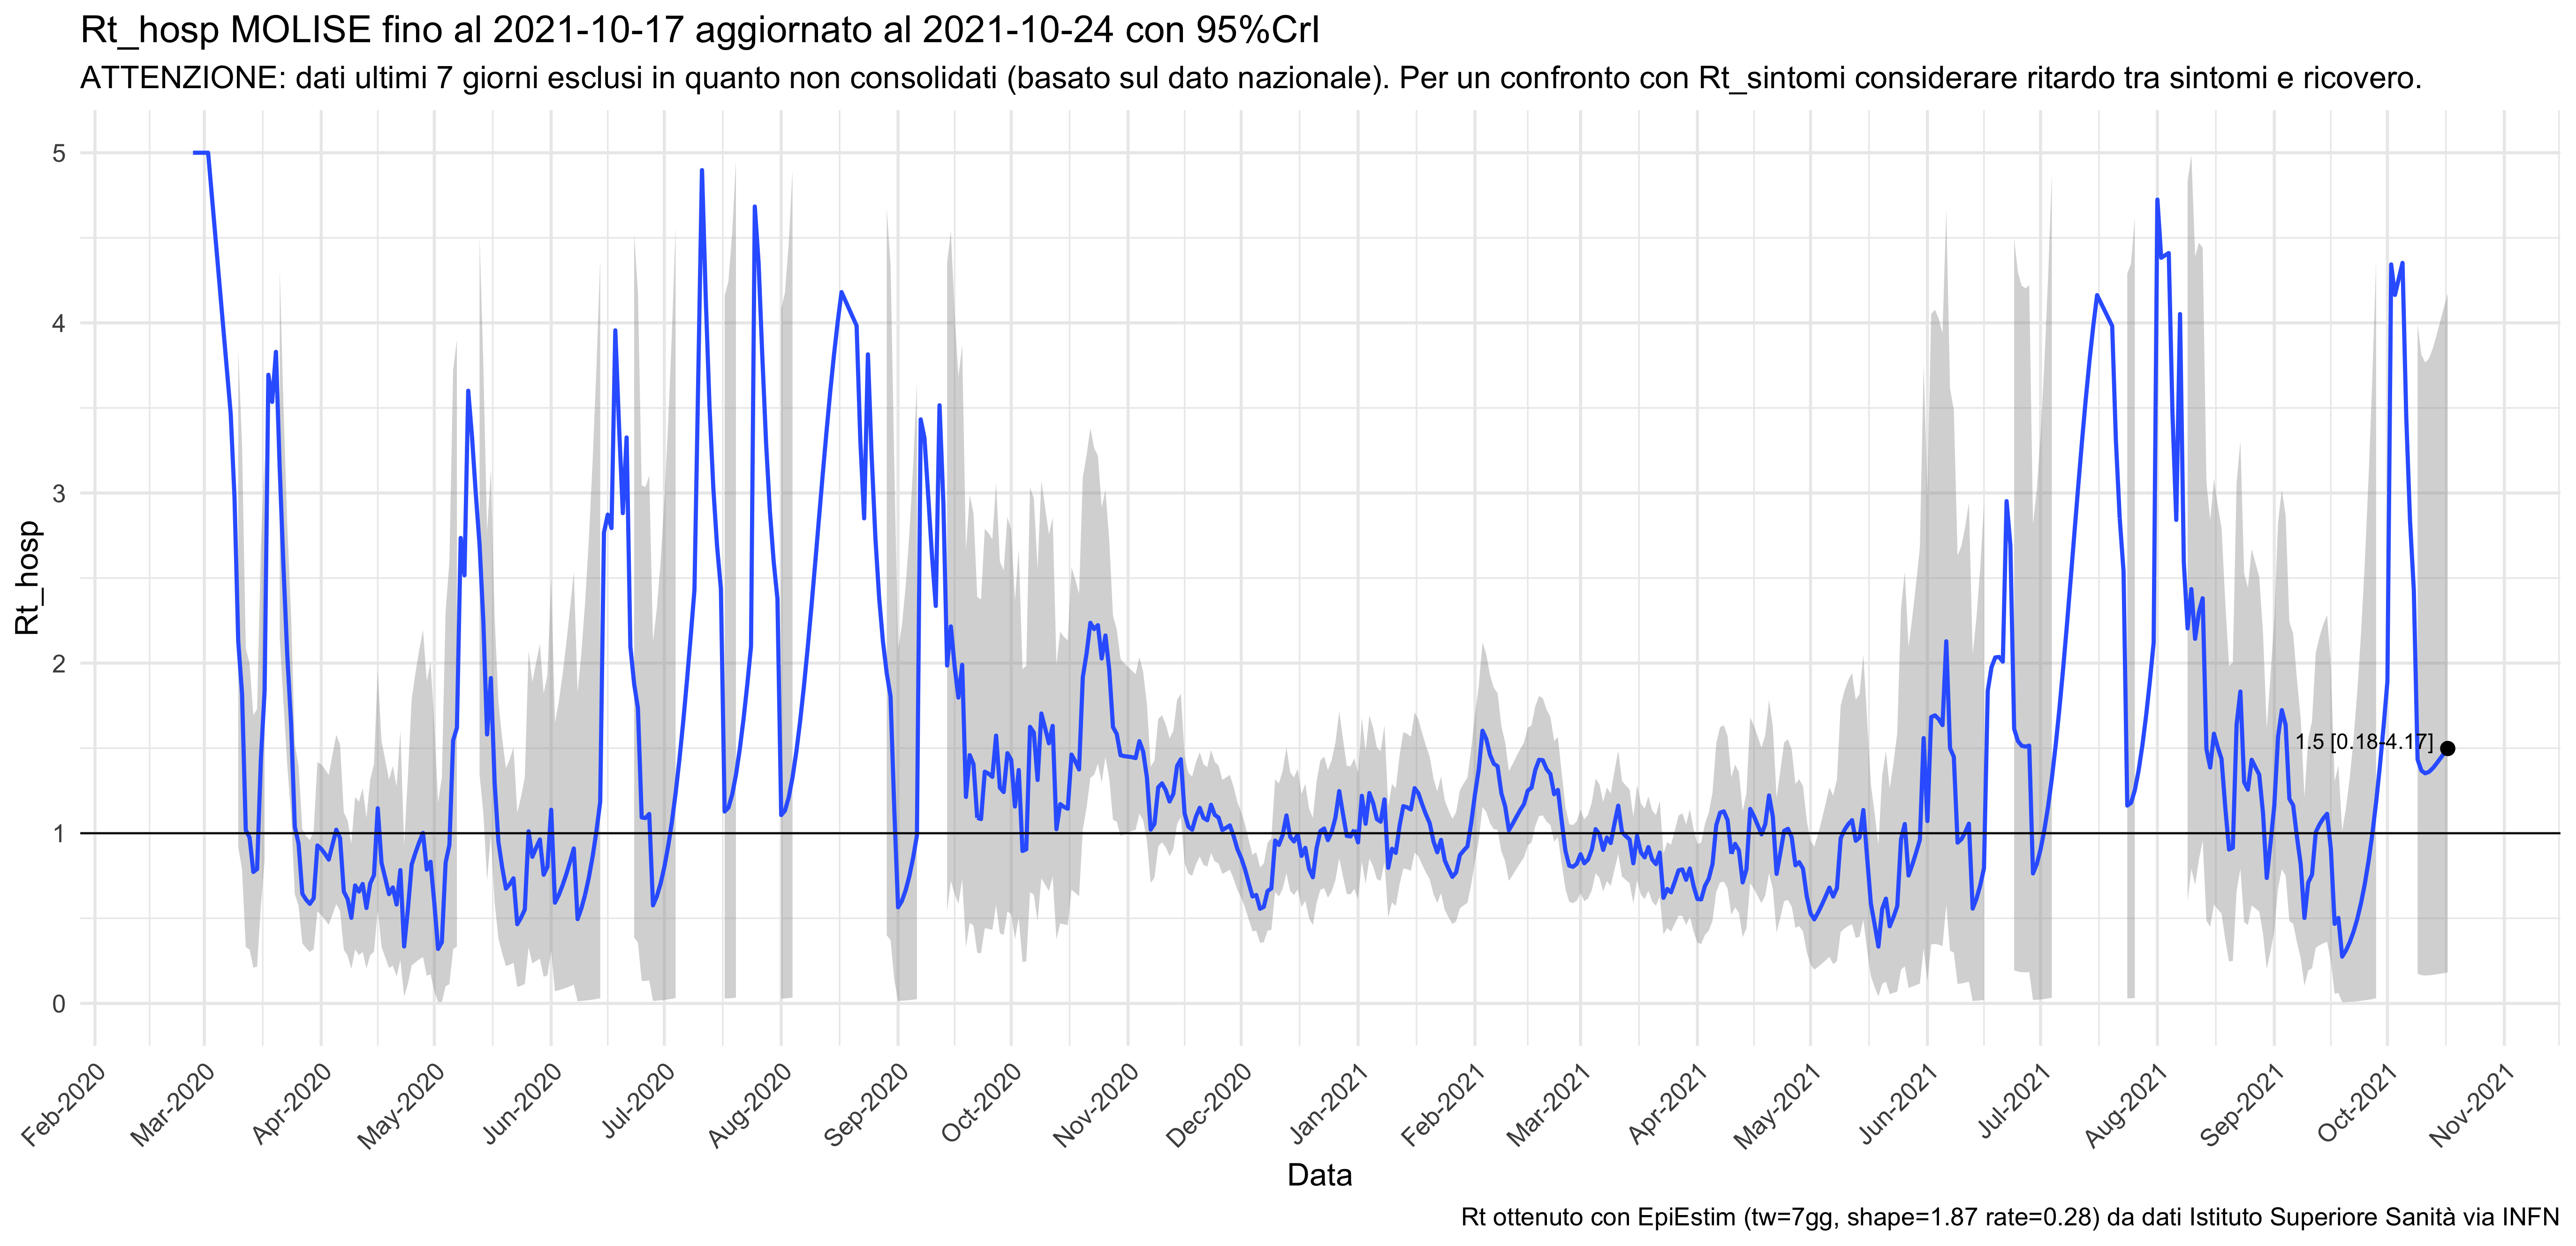 Rt_hosp MOLISE fino al 2021-10-17 aggiornato al 2021-10-24 con 95%CrI
ATTENZIONE: dati ultimi 7 giorni esclusi in quanto non consolidati (basato sul dato nazionale). Per un confronto con Rt_sintomi considerare ritardo tra sintomi e ricovero.
Rt_hosp
5
4
3
2
1
0
1.5 [0.18-4.17]
Feb-2020
Mar-2020
Apr-2020
May-2020
Jun-2020
Jul-2020
Aug-2020
Sep-2020
Oct-2020
Nov-2020
Dec-2020
Jan-2021
Feb-2021
Mar-2021
Apr-2021
May-2021
Jun-2021
Jul-2021
Aug-2021
Sep-2021
Oct-2021
Nov-2021
Data
Rt ottenuto con EpiEstim (tw=7gg, shape=1.87 rate=0.28) da dati Istituto Superiore Sanità via INFN